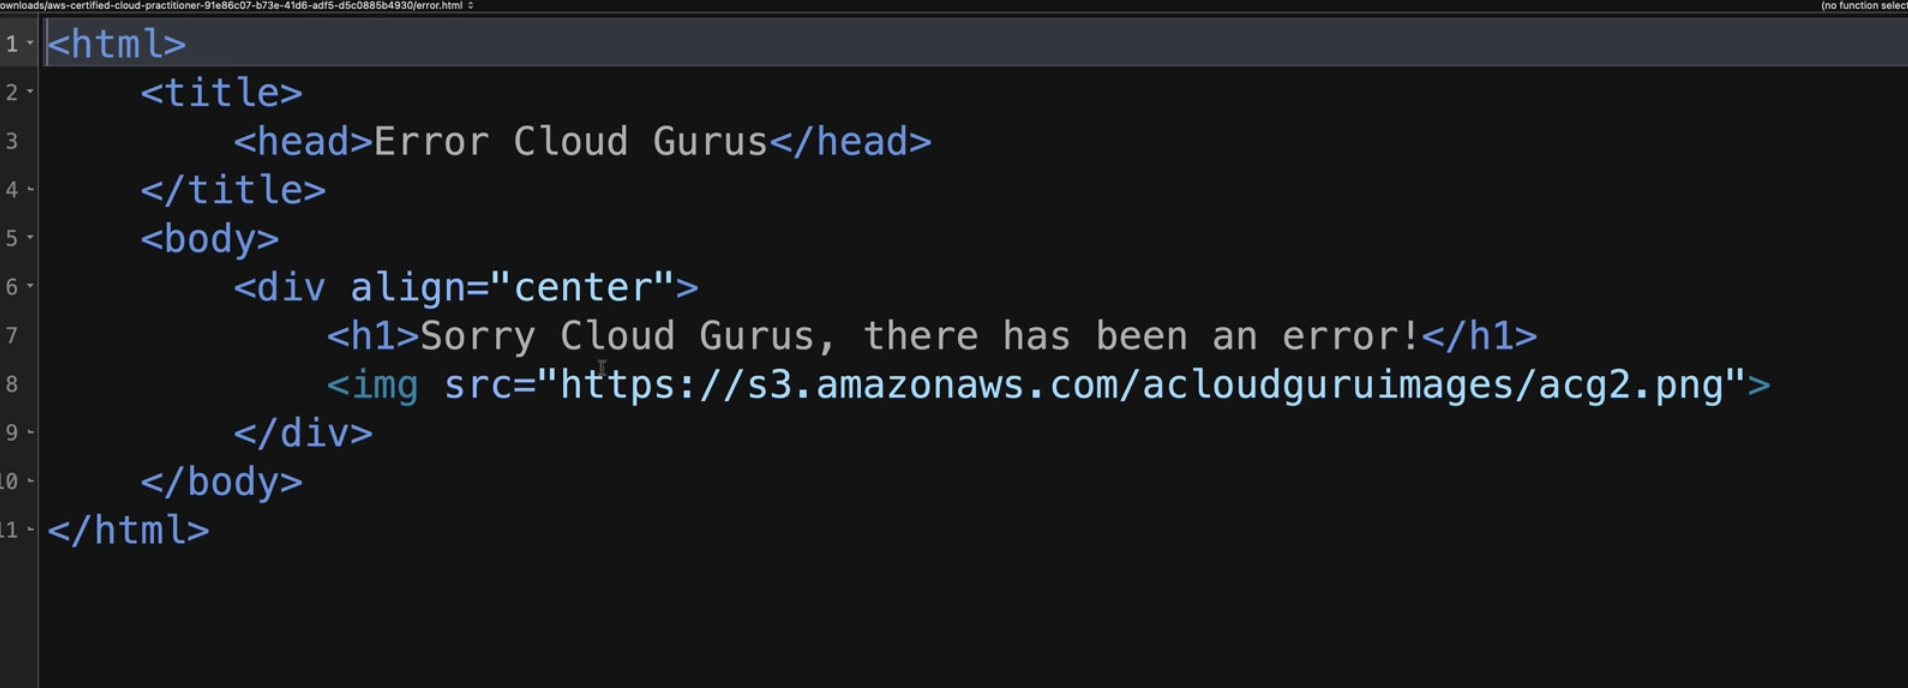 ownloads/aws-certified-cloud-practitioner-91e86c07-b73e-41d6-adf5-d5c0885b4930/error.html (no function select
1 <html>
2 <title>
3 <head>Error Cloud Gurus</head>
4 </title>
5 <body>
6 <div align="center">
7 <h1>Sorry Cloud Gurus, there has been an error!</h1>
8 <img src="https://s3.amazonaws.com/acloudguruimages/acg2.png">
9 </div>
10 </body>
11 </html>